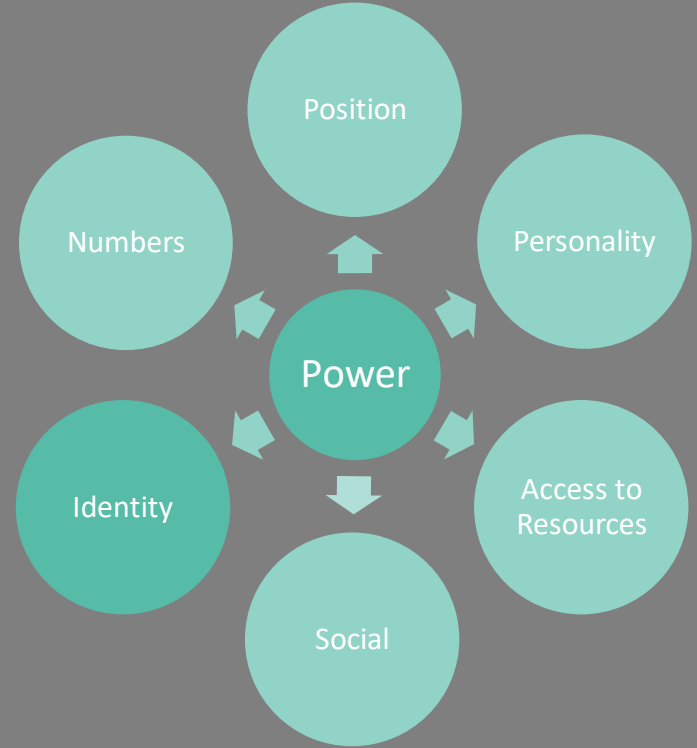 Position
Numbers
Personality
Power
Identity
Access to
Resources
Social